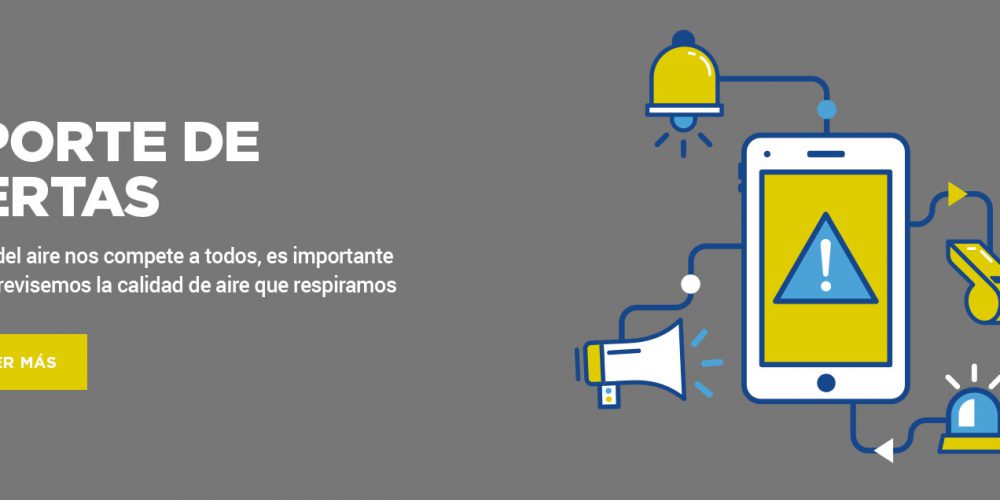 PORTE DE
ERTAS
del aire nos compete a todos, es importante
revisemos la calidad de aire que respiramos
ER MÁS